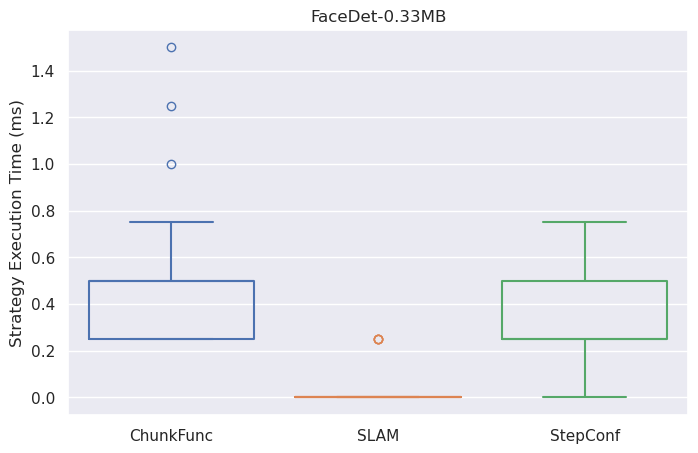 FaceDet-0.33MB
Strategy Execution Time (ms)
1.4
1.2
1.0
0.8
0.6
0.4
0.2
0.0
ChunkFunc SLAM StepConf